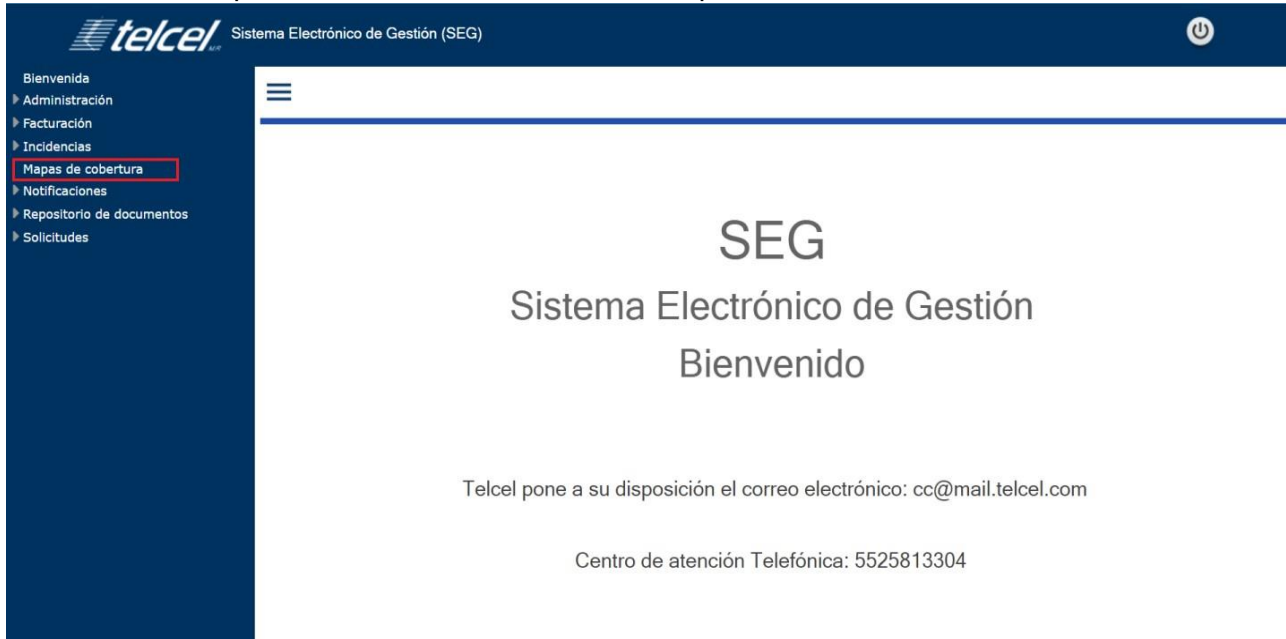 telcel M.R. Sistema Electrónico de Gestión (SEG)
Bienvenida
Administración
Facturación
Incidencias
Mapas de cobertura
Notificaciones
Repositorio de documentos
Solicitudes
SEG
Sistema Electrónico de Gestión
Bienvenido
Telcel pone a su disposición el correo electrónico: cc@mail.telcel.com
Centro de atención Telefónica: 5525813304